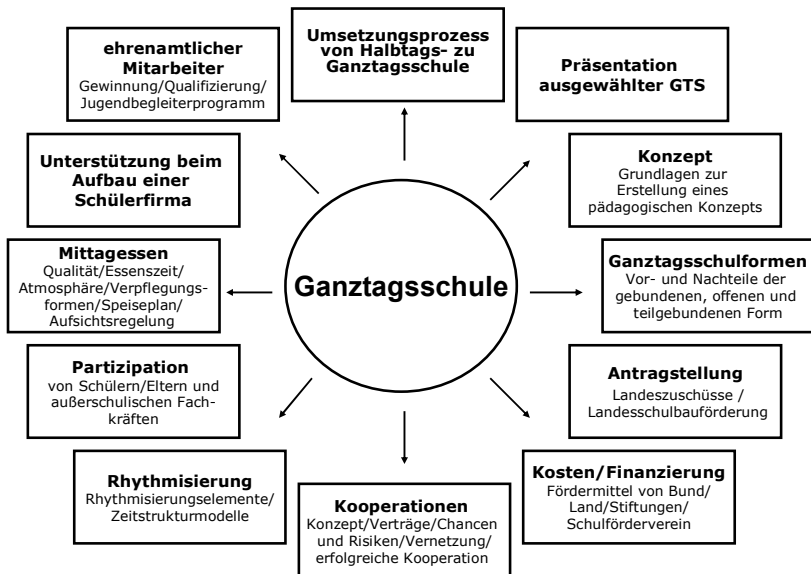 Umsetzungsprozess
von Halbtags- zu
Ganztagsschule
Präsentation
ausgewählter GTS
Konzept
Grundlagen zur
Erstellung eines
pädagogischen Konzepts
Ganztagsschulformen
Vor- und Nachteile der
gebundenen, offenen und
teilgebundenen Form
Antragstellung
Landeszuschüsse /
Landesschulbauförderung
Kosten/Finanzierung
Fördermittel von Bund/
Land/Stiftungen/
Schulförderverein
Kooperationen
Konzept/Verträge/Chancen
und Risiken/Vernetzung/
erfolgreiche Kooperation
Rhythmisierung
Rhythmisierungselemente/
Zeitstrukturmodelle
Partizipation
von Schülern/Eltern und
außerschulischen Fach-
kräften
Mittagessen
Qualität/Essenszeit/
Atmosphäre/Verpflegungs-
formen/Speiseplan/
Aufsichtsregelung
Unterstützung beim
Aufbau einer
Schülerfirma
ehrenamtlicher
Mitarbeiter
Gewinnung/Qualifizierung/
Jugendbegleiterprogramm
Ganztagsschule